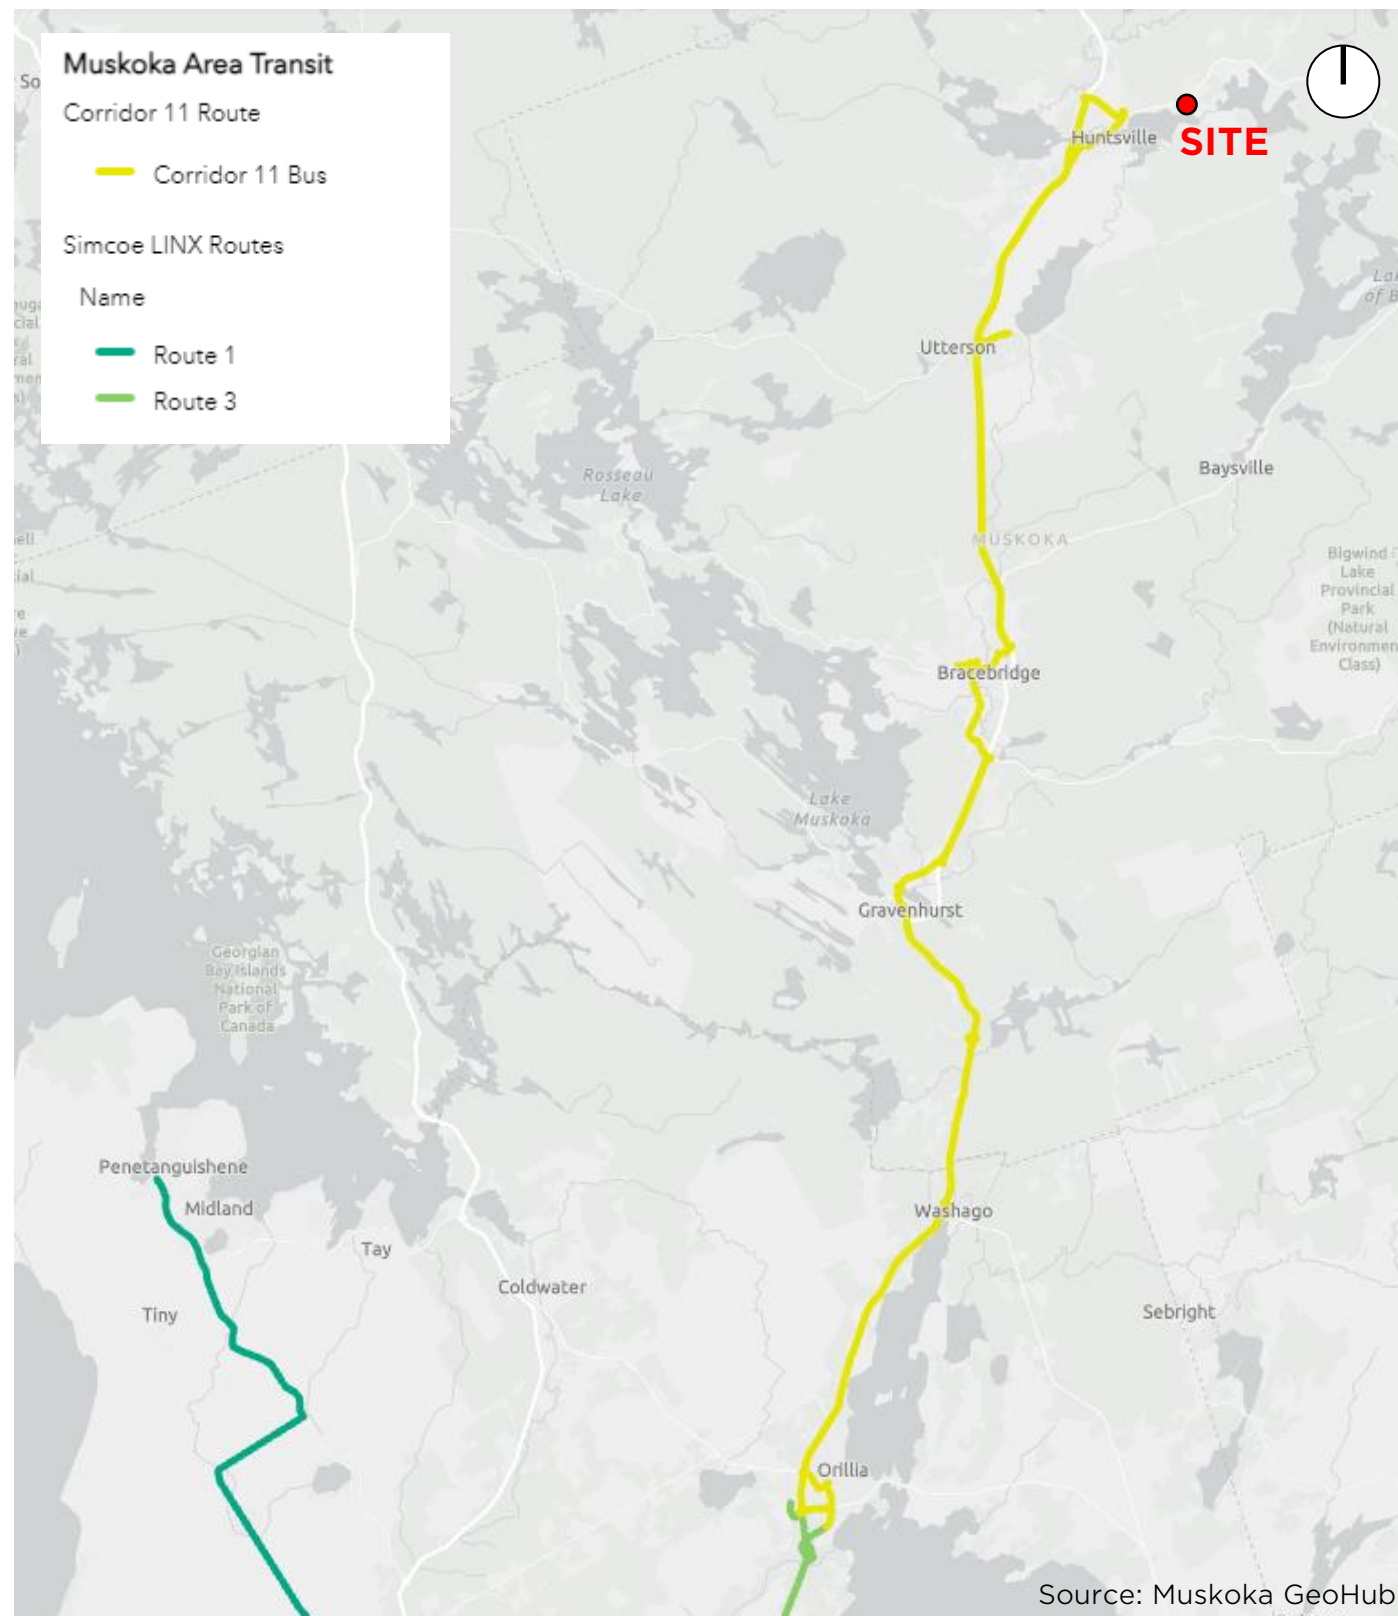 Muskoka Area Transit
Corridor 11 Route
Corridor 11 Bus
Simcoe LINX Routes
Name
Route 1
Route 3
So
Huntsville
SITE
Utterson
Baysville
Rosseau
Lake
MUSKOKA
Bigwind
Lake
Provincial
Park
(Natural
Environmen
Class)
Bracebridge
Lake
Muskoka
Gravenhurst
Georgian
Bay Islands
National
Park of
Canada
Penetanguishene
Midland
Washago
Tay
Coldwater
Tiny
Sebright
Orillia
Source: Muskoka GeoHub